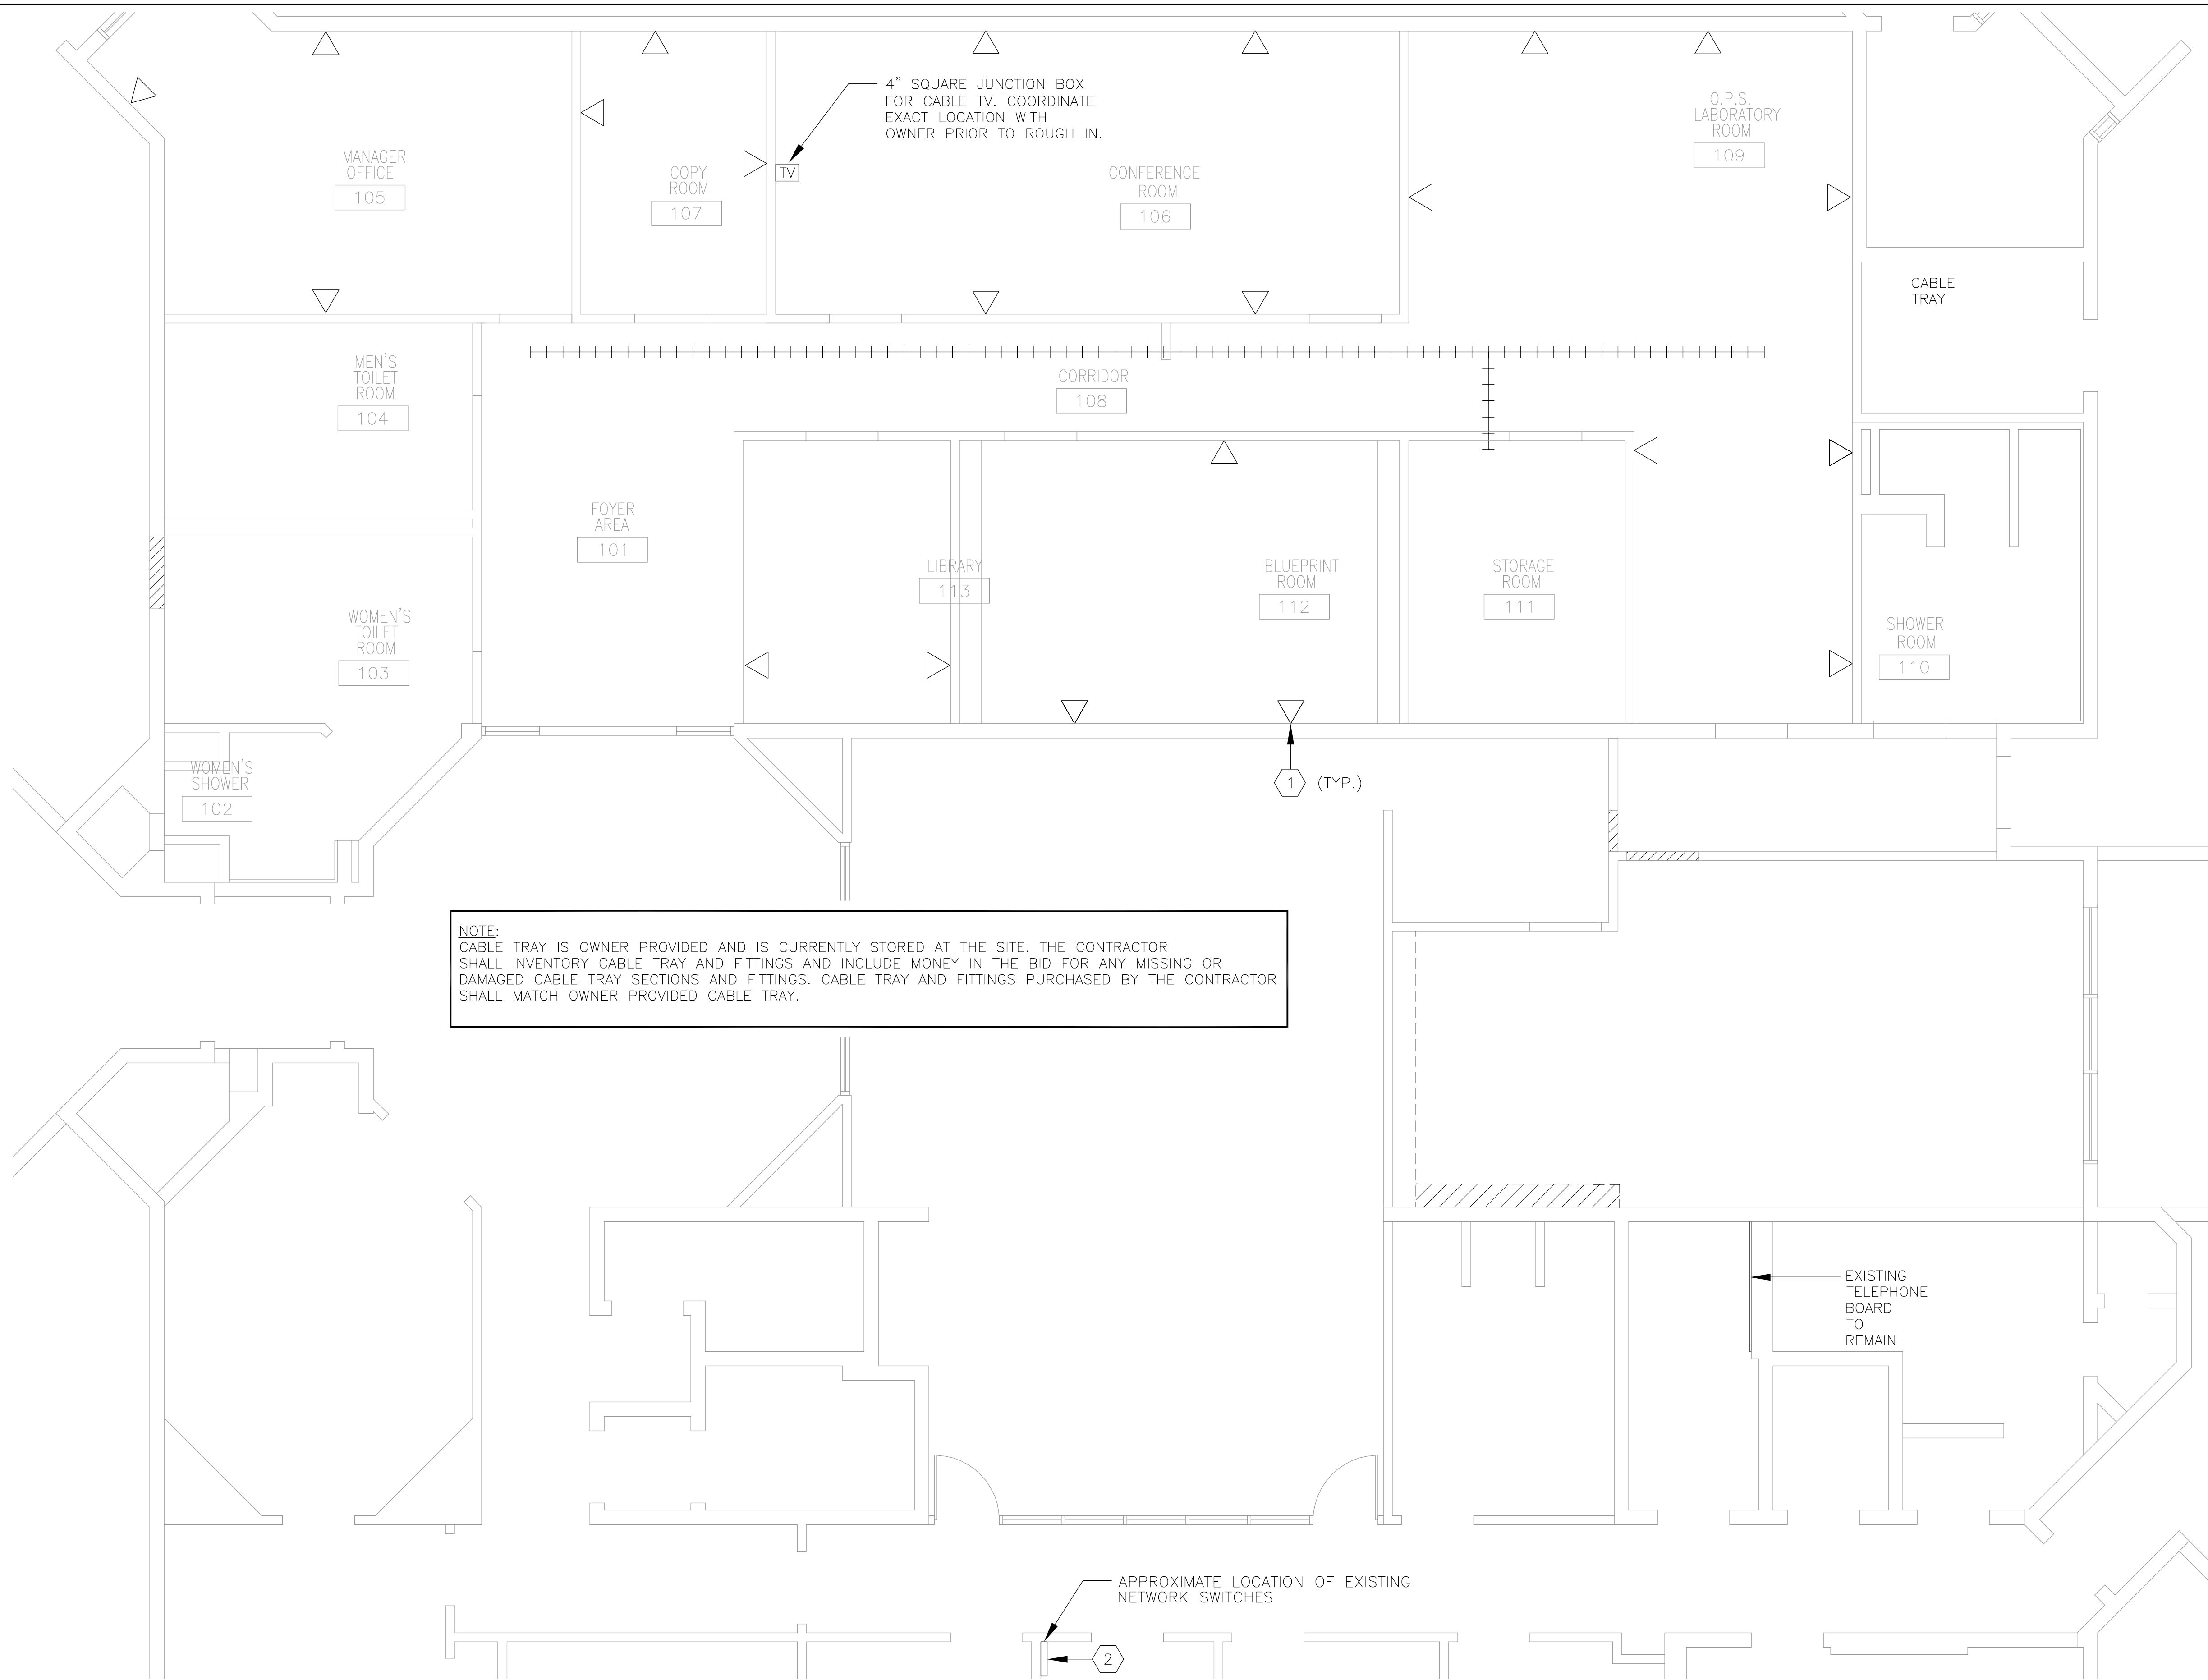 4" SQUARE JUNCTION BOX
FOR CABLE TV. COORDINATE
EXACT LOCATION WITH
OWNER PRIOR TO ROUGH IN.
TV
MANAGER
OFFICE
105
COPY
ROOM
107
CONFERENCE
ROOM
106
O.P.S.
LABORATORY
ROOM
109
CABLE
TRAY
MEN'S
TOILET
ROOM
104
CORRIDOR
108
FOYER
AREA
101
LIBRARY
113
BLUEPRINT
ROOM
112
STORAGE
ROOM
111
WOMEN'S
TOILET
ROOM
103
SHOWER
ROOM
110
WOMEN'S
SHOWER
102
1 (TYP.)
NOTE:
CABLE TRAY IS OWNER PROVIDED AND IS CURRENTLY STORED AT THE SITE. THE CONTRACTOR
SHALL INVENTORY CABLE TRAY AND FITTINGS AND INCLUDE MONEY IN THE BID FOR ANY MISSING OR
DAMAGED CABLE TRAY SECTIONS AND FITTINGS. CABLE TRAY AND FITTINGS PURCHASED BY THE CONTRACTOR
SHALL MATCH OWNER PROVIDED CABLE TRAY.
EXISTING
TELEPHONE
BOARD
TO
REMAIN
APPROXIMATE LOCATION OF EXISTING
NETWORK SWITCHES
2